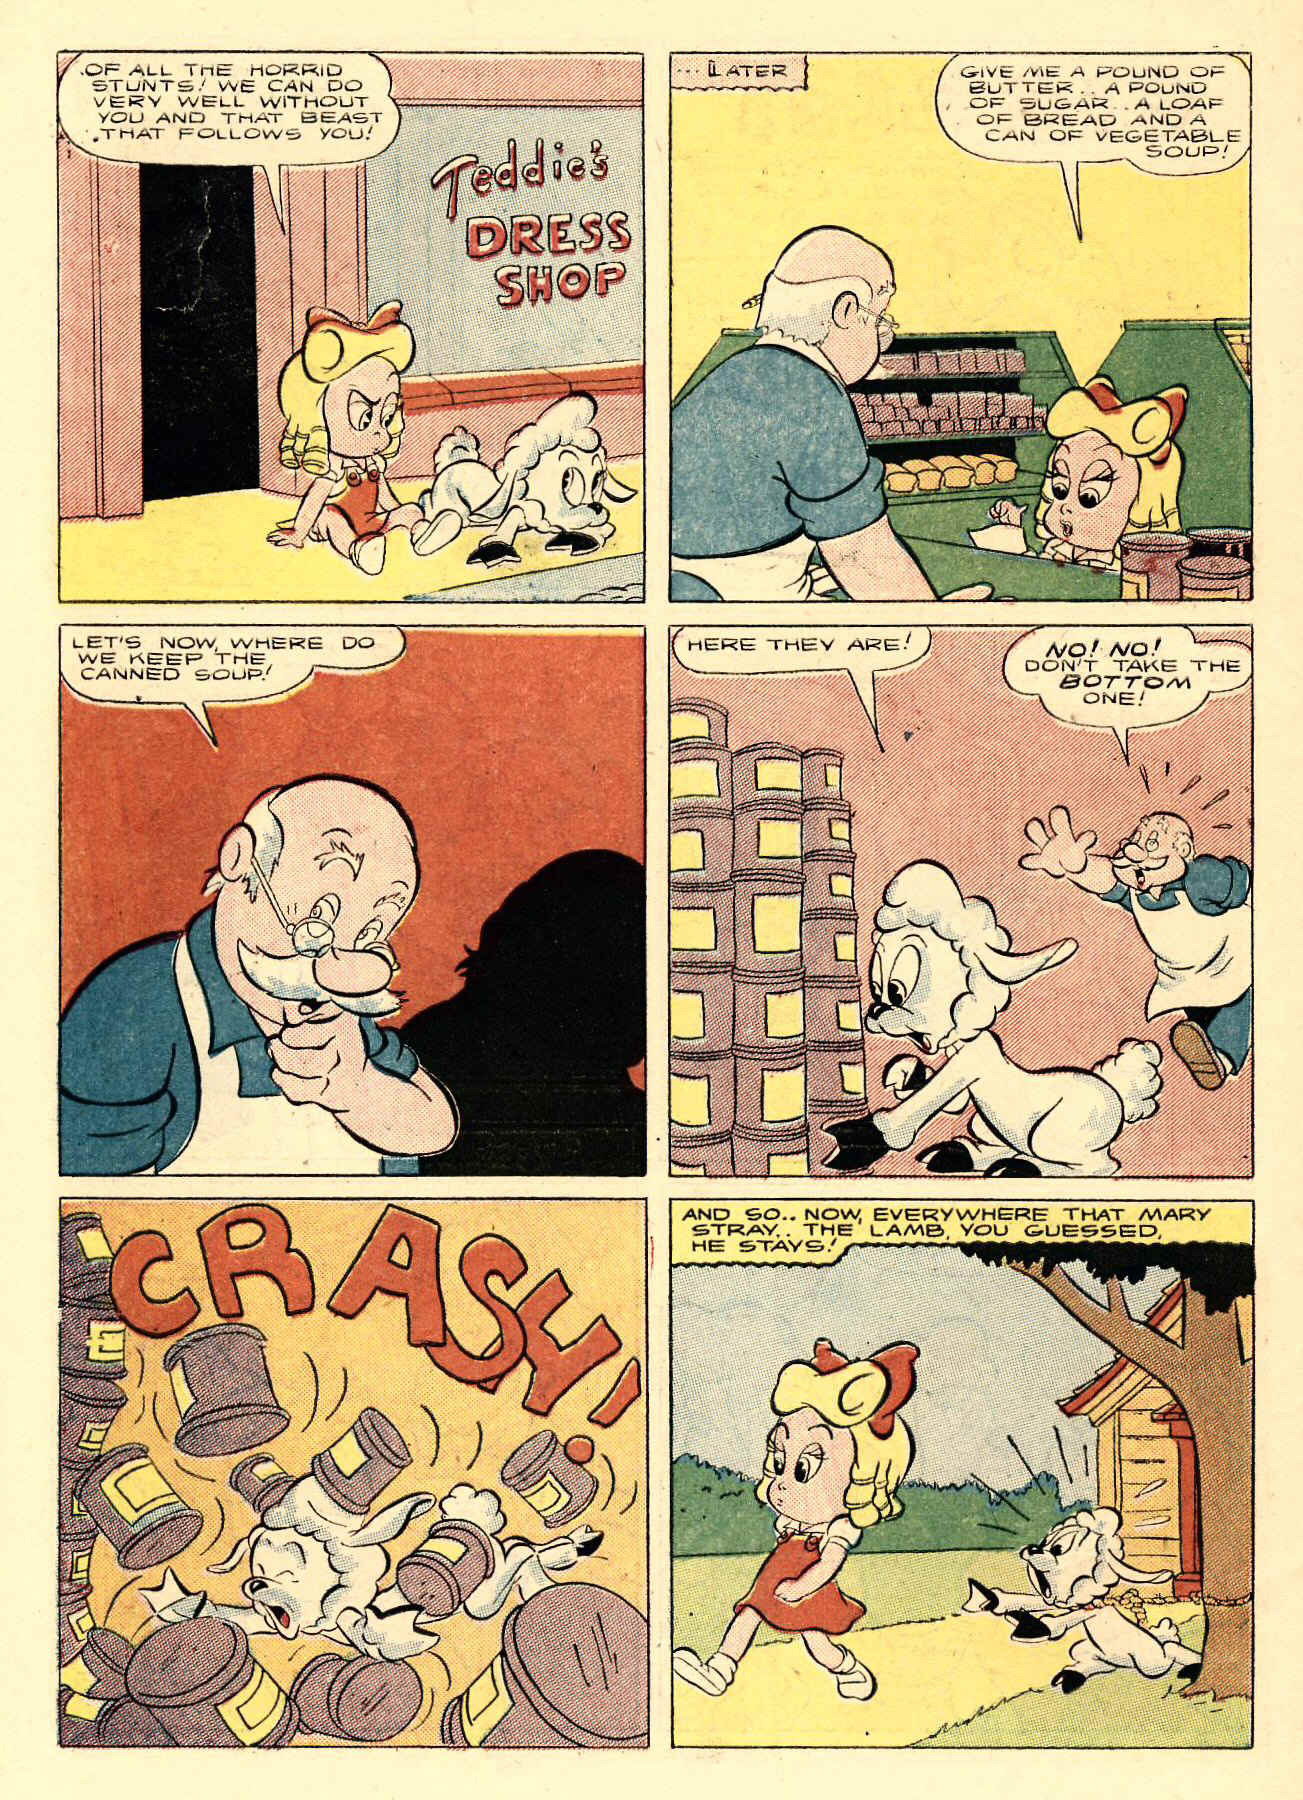 OF ALL THE HORRID
STUNTS! WE CAN DO
VERY WELL WITHOUT
YOU AND THAT BEAST
THAT FOLLOWS YOU!
Teddie's
DRESS
SHOP
... LATER
GIVE ME A POUND OF
BUTTER.. A POUND
OF SUGAR.. A LOAF
OF BREAD AND A
CAN OF VEGETABLE
SOUP!
LET'S NOW, WHERE DO
WE KEEP THE
CANNED SOUP!
HERE THEY ARE!
NO! NO!
DON'T TAKE THE
BOTTOM
ONE!
CRASH!
AND SO.. NOW, EVERYWHERE THAT MARY
STRAY.. THE LAMB, YOU GUESSED,
HE STAYS!